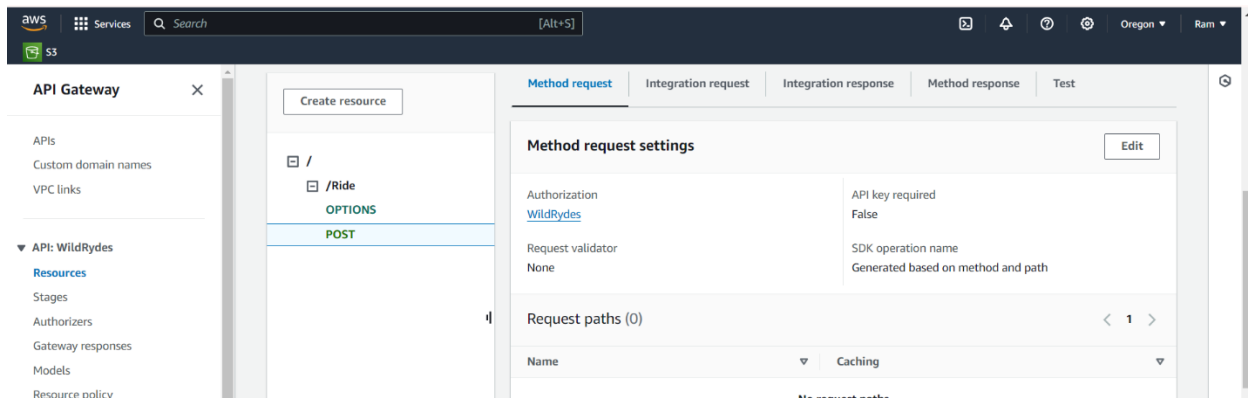 aws Services Search [Alt+S] Oregon Ram
S3
API Gateway
APIs
Custom domain names
VPC links
API: WildRydes
Resources
Stages
Authorizers
Gateway responses
Models
Resource policy
Create resource
/
/Ride
OPTIONS
POST
Method request Integration request Integration response Method response Test
Method request settings Edit
Authorization API key required
WildRydes False
Request validator SDK operation name
None Generated based on method and path
Request paths (0) < 1 >
Name Caching
No request paths